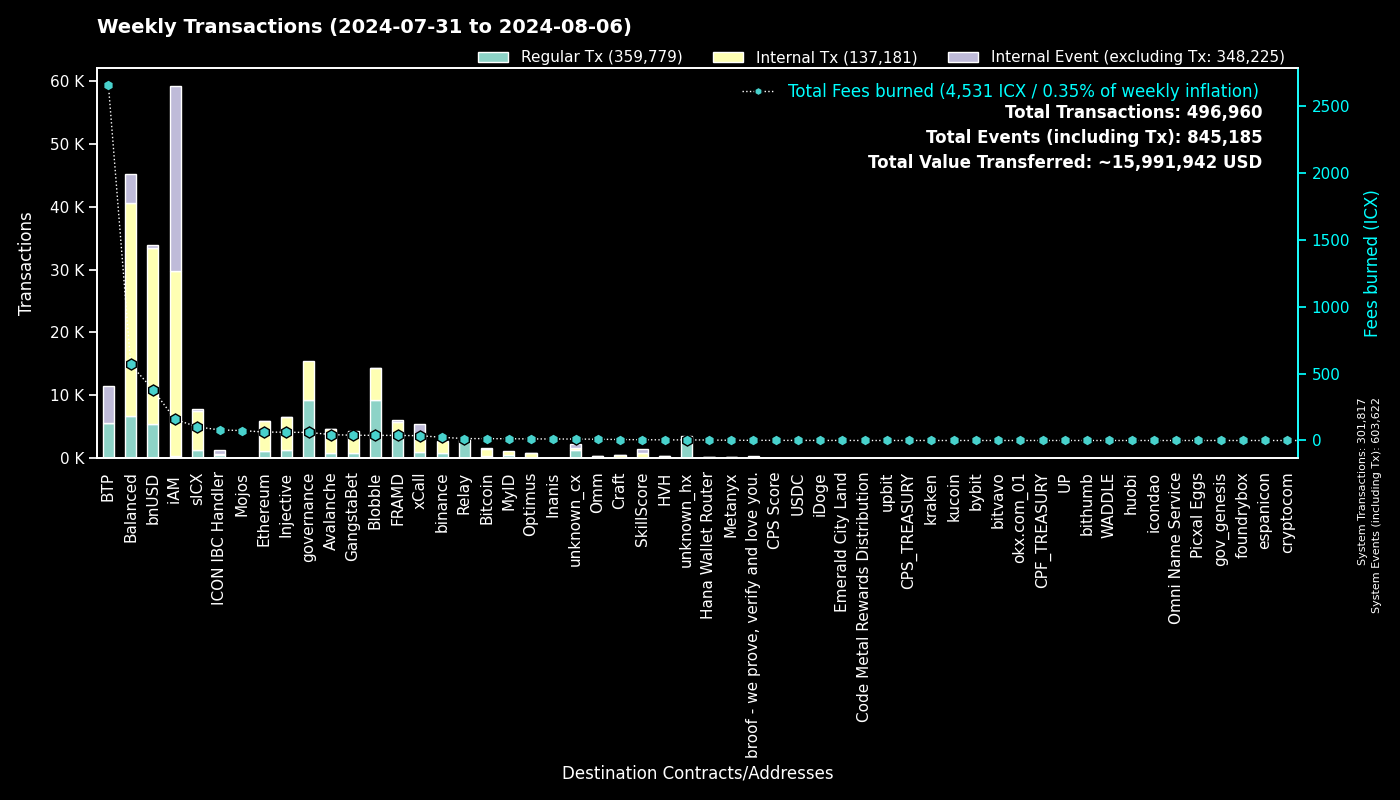 Weekly Transactions (2024-07-31 to 2024-08-06)
Regular Tx (359,779)
Internal Tx (137,181)
Internal Event (excluding Tx: 348,225)
Total Fees burned (4,531 ICX / 0.35% of weekly inflation)
Total Transactions: 496,960
Total Events (including Tx): 845,185
Total Value Transferred: ~15,991,942 USD
Transactions
60 K
50 K
40 K
30 K
20 K
10 K
0 K
2500
2000
1500
1000
500
0
Fees burned (ICX)
BTP
Balanced
bnUSD
iAM
sICX
ICON IBC Handler
Mojos
Ethereum
Injective
governance
Avalanche
GangstaBet
Blobble
FRAMD
xCall
binance
Relay
Bitcoin
MyID
Optimus
Inanis
unknown_cx
Omm
Craft
SkillScore
HVH
unknown_hx
Hana Wallet Router
Metanyx
broof - we prove, verify and love you.
CPS Score
USDC
iDoge
Emerald City Land
Code Metal Rewards Distribution
upbit
CPS_TREASURY
kraken
kucoin
bybit
bitvavo
okx.com_01
CPF_TREASURY
UP
bithumb
WADDLE
huobi
icondao
Omni Name Service
Picxal Eggs
gov_genesis
foundrybox
espanicon
cryptocom
Destination Contracts/Addresses
System Transactions: 301,817
System Events (including Tx): 603,622